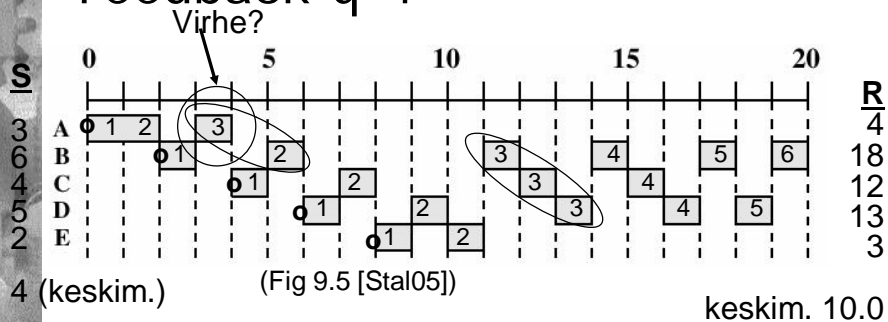 Feedback q=1
Virhe?
0 5 10 15 20
S R
3 A 1 2 3 4
6 B 1 2 3 4 5 6 18
4 C 1 2 3 4 12
5 D 1 2 3 4 5 13
2 E 1 2 3
4 (keskim.) (Fig 9.5 [Stal05]) keskim. 10.0